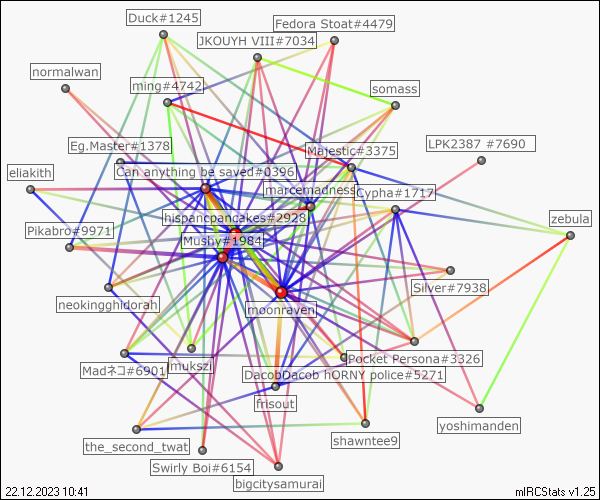 Duck#1245
Fedora Stoat#4479
JKOUYH VIII#7034
normalwan
ming#4742
somass
Eg.Master#1378
Majestic#3375
LPK2387 #7690
eliakith
Can anything be saved#0396
marcemadness
Cypha#1717
hispancpancakes#2928
zebula
Pikabro#9971
Mushy#1984
Silver#7938
neokingghidorah
moonraven
Pocket Persona#3326
Madネコ#6901
mukszi
DacobDacob hORNY police#5271
frisout
yoshimanden
the_second_twat
shawntee9
Swirly Boi#6154
bigcitysamurai
22.12.2023 10:41
mIRCStats v1.25